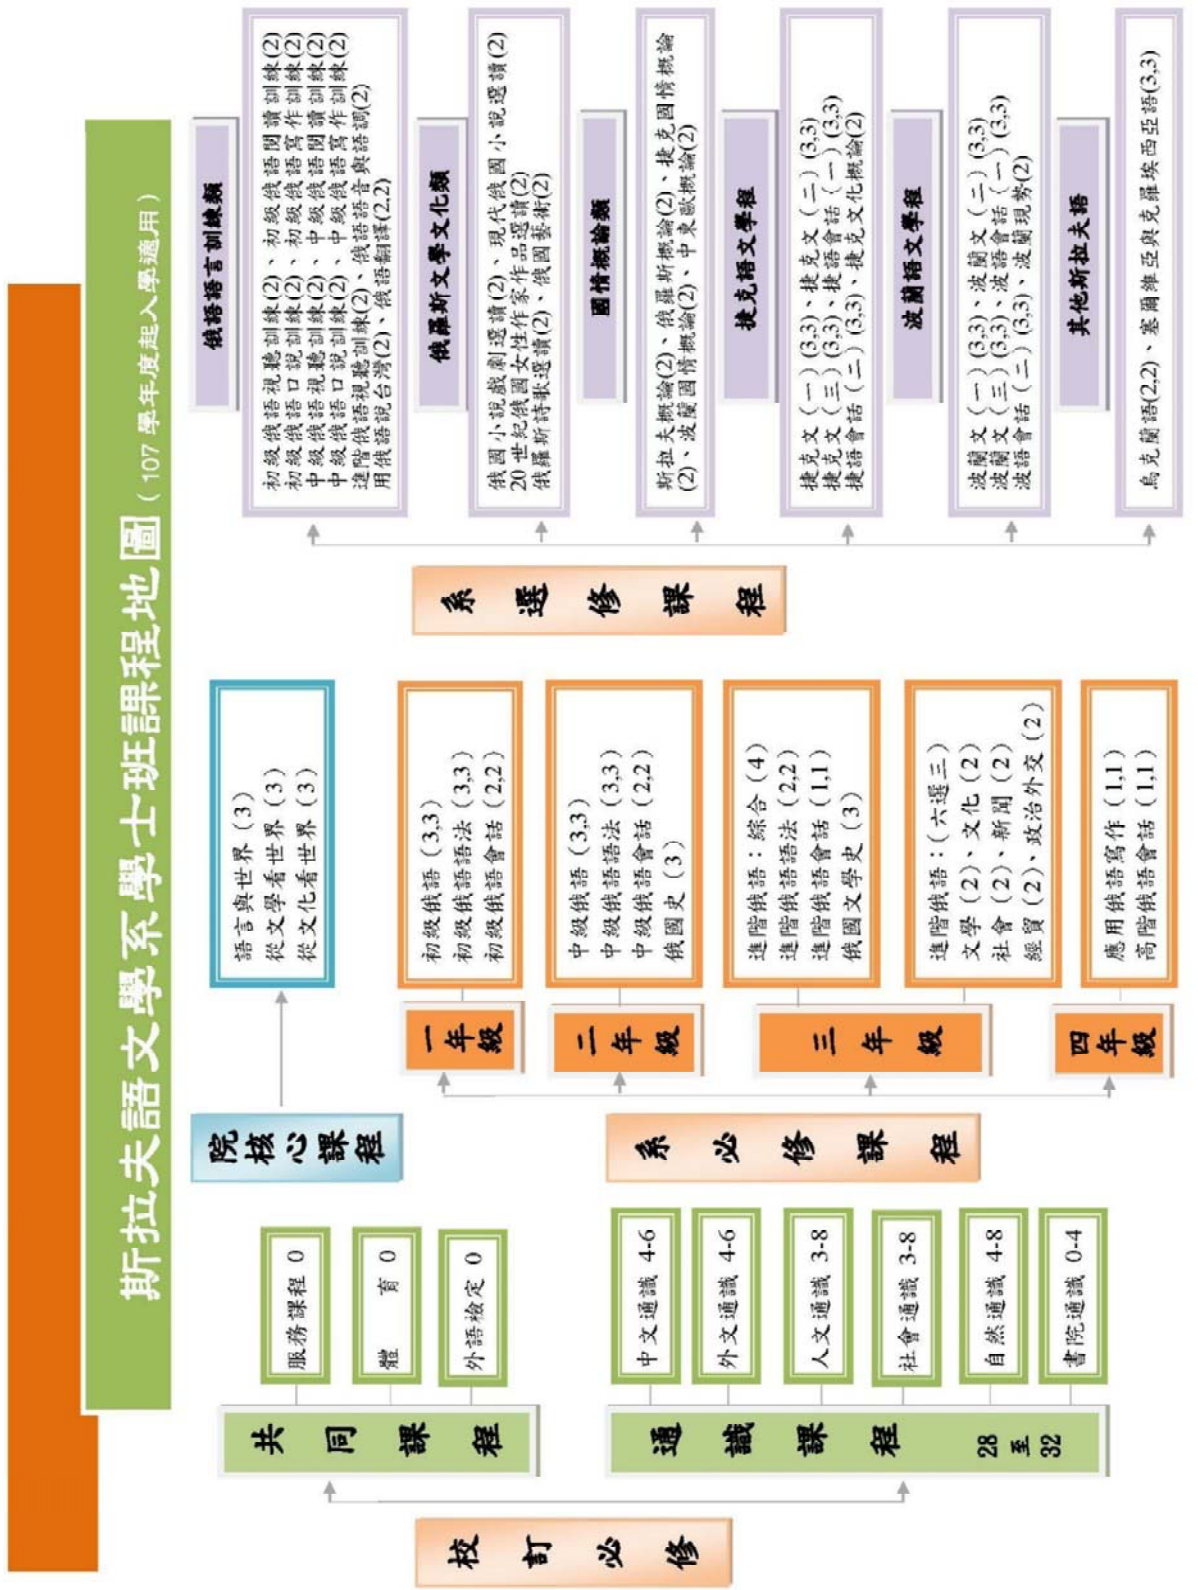 斯拉夫語文學系學士班課程地圖（107 學年度起入學適用）
校訂必修
共同課程
服務課程 0
體 育 0
外語檢定 0
通識課程 28 至 32
中文通識 4-6
外文通識 4-6
人文通識 3-8
社會通識 3-8
自然通識 4-8
書院通識 0-4
院核心課程
語言與世界（3）
從文學看世界（3）
從文化看世界（3）
系必修課程
一年級
初級俄語（3,3）
初級俄語語法（3,3）
初級俄語會話（2,2）
二年級
中級俄語（3,3）
中級俄語語法（3,3）
中級俄語會話（2,2）
俄國史（3）
三年級
進階俄語：綜合（4）
進階俄語語法（2,2）
進階俄語會話（1,1）
俄國文學史（3）
進階俄語：（六選三）
文學（2）、文化（2）
社會（2）、新聞（2）
經貿（2）、政治外交（2）
四年級
應用俄語寫作（1,1）
高階俄語會話（1,1）
系選修課程
俄語語言訓練類
初級俄語視聽訓練(2)、初級俄語閱讀訓練(2)
初級俄語口說訓練(2)、初級俄語寫作訓練(2)
中級俄語視聽訓練(2)、中級俄語閱讀訓練(2)
中級俄語口說訓練(2)、中級俄語寫作訓練(2)
進階俄語視聽訓練(2)、俄語語音與語調(2)
用俄語說台灣(2)、俄語翻譯(2,2)
俄羅斯文學文化類
俄國小說戲劇選讀(2)、現代俄國小說選讀(2)
20 世紀俄國女性作家作品選讀(2)
俄羅斯詩歌選讀(2)、俄國藝術(2)
國情概論類
斯拉夫概論(2)、俄羅斯概論(2)、捷克國情概論
(2)、波蘭國情概論(2)、中東歐概論(2)
捷克語文學程
捷克文（一）(3,3)、捷克文（二）(3,3)
捷克文（三）(3,3)、捷語會話（一）(3,3)
捷語會話（二）(3,3)、捷克文化概論(2)
波蘭語文學程
波蘭文（一）(3,3)、波蘭文（二）(3,3)
波蘭文（三）(3,3)、波語會話（一）(3,3)
波語會話（二）(3,3)、波蘭現勢(2)
其他斯拉夫語
烏克蘭語(2,2)、塞爾維亞與克羅埃西亞語(3,3)